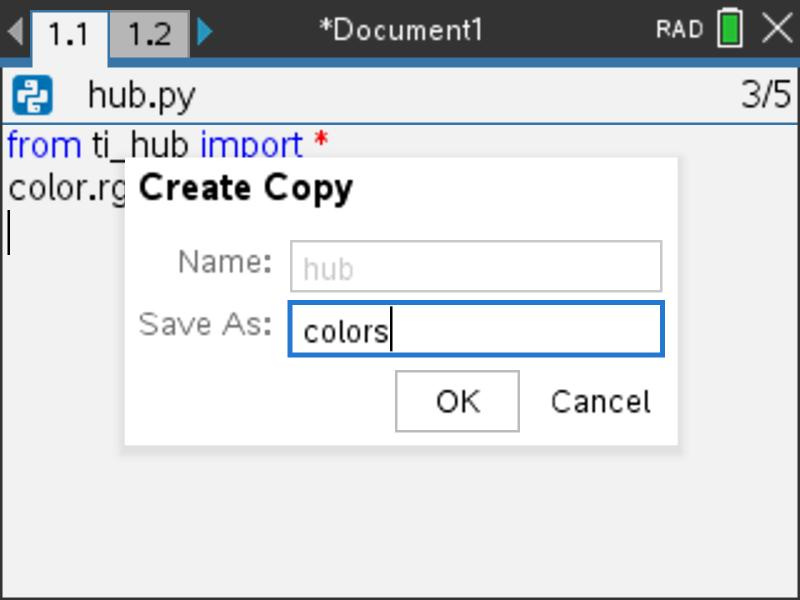 1.1 1.2 *Document1 RAD
hub.py 3/5
from ti_hub import *
color.rg
Create Copy
Name: hub
Save As: colors
OK Cancel